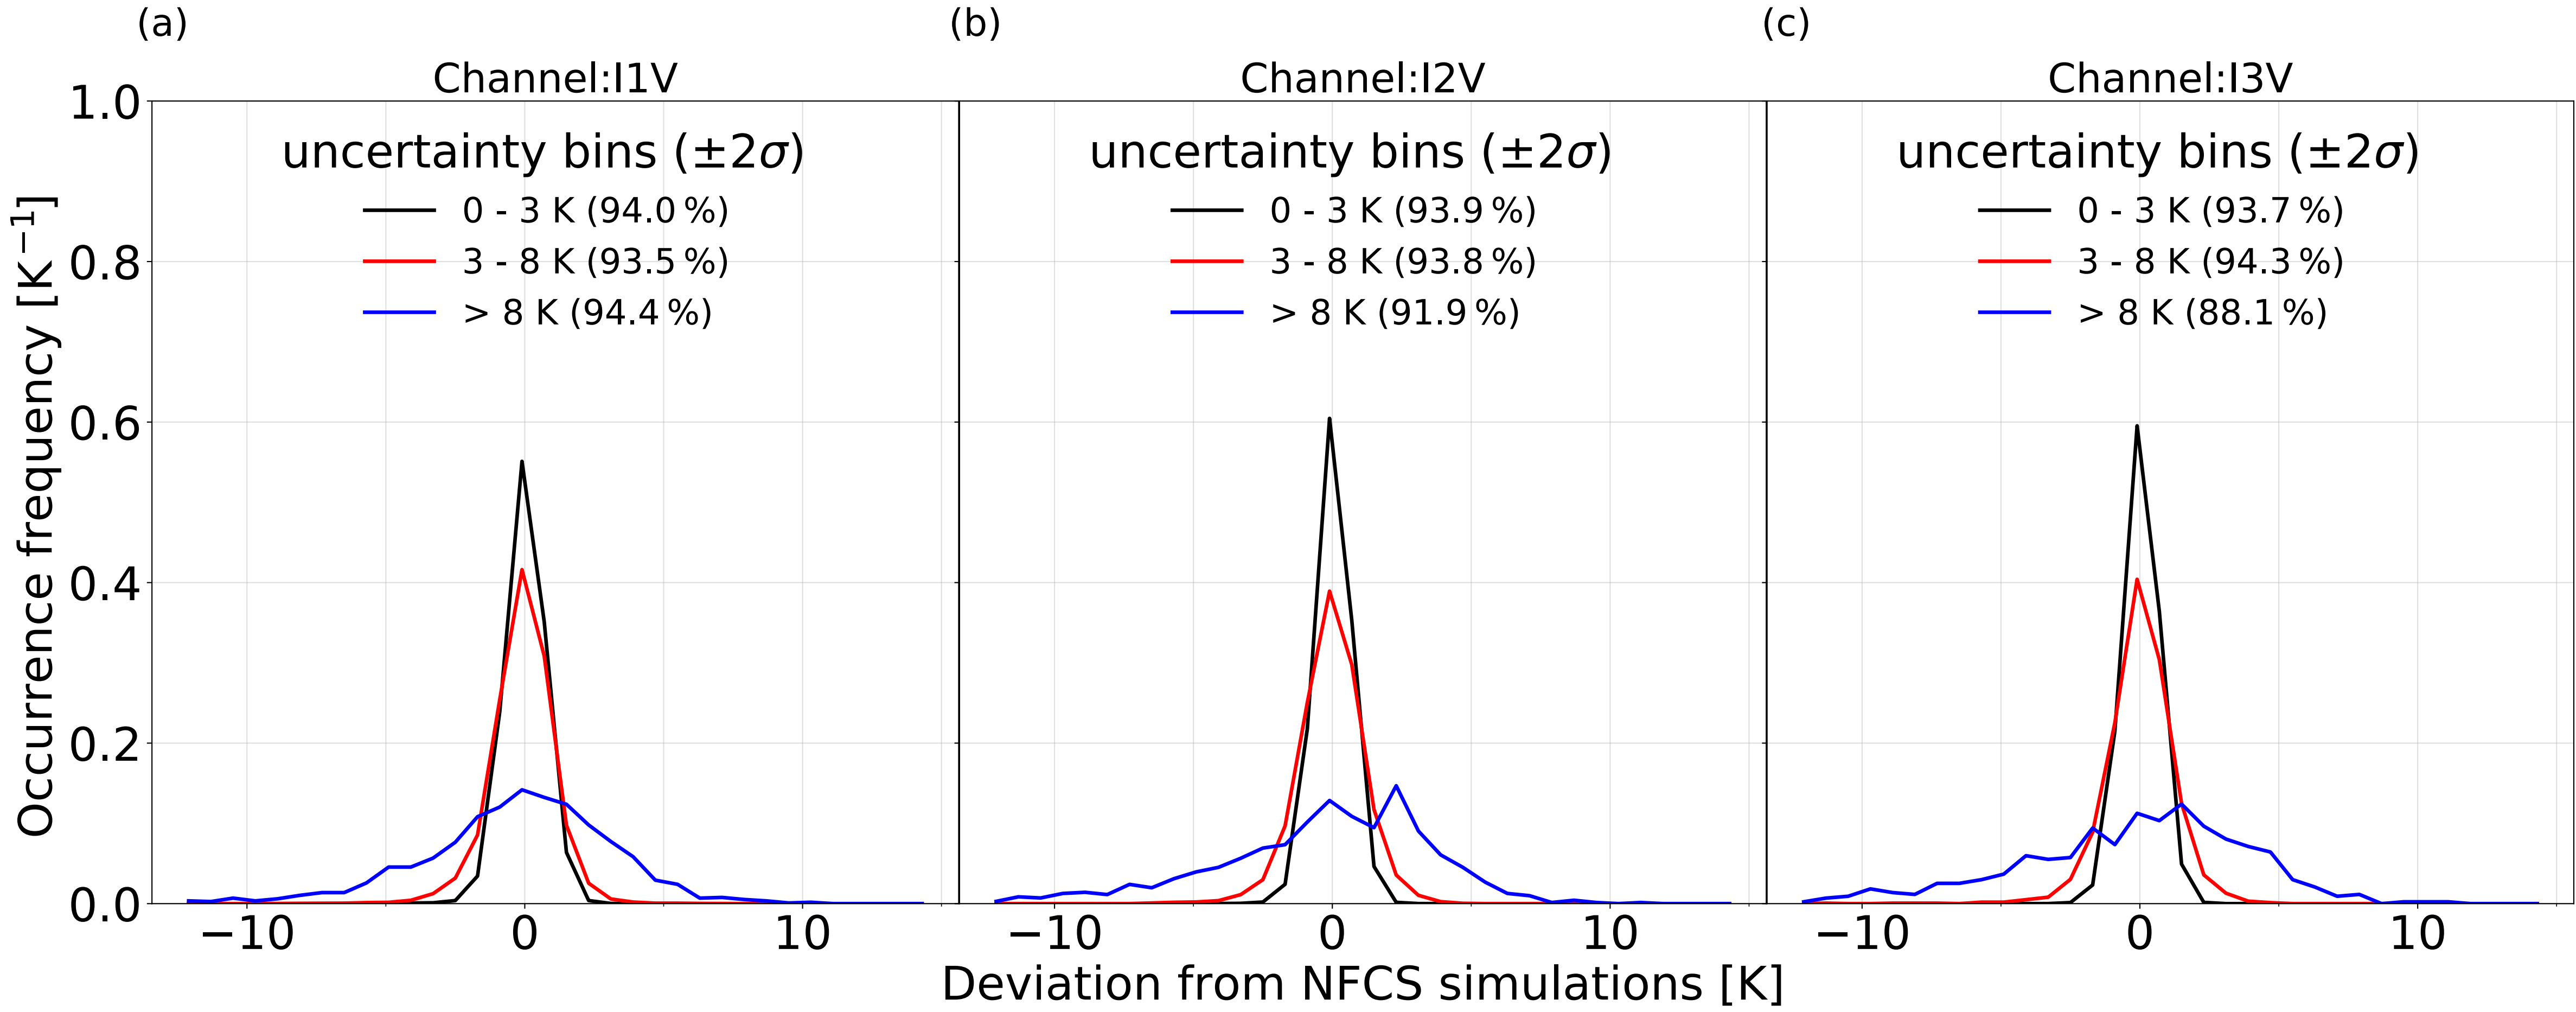 (a)
Channel:I1V
uncertainty bins (±2σ)
0 - 3 K (94.0 %)
3 - 8 K (93.5 %)
> 8 K (94.4 %)
(b)
Channel:I2V
uncertainty bins (±2σ)
0 - 3 K (93.9 %)
3 - 8 K (93.8 %)
> 8 K (91.9 %)
(c)
Channel:I3V
uncertainty bins (±2σ)
0 - 3 K (93.7 %)
3 - 8 K (94.3 %)
> 8 K (88.1 %)
Occurrence frequency [K⁻¹]
1.0
0.8
0.6
0.4
0.2
0.0
−10 0 10
−10 0 10
−10 0 10
Deviation from NFCS simulations [K]